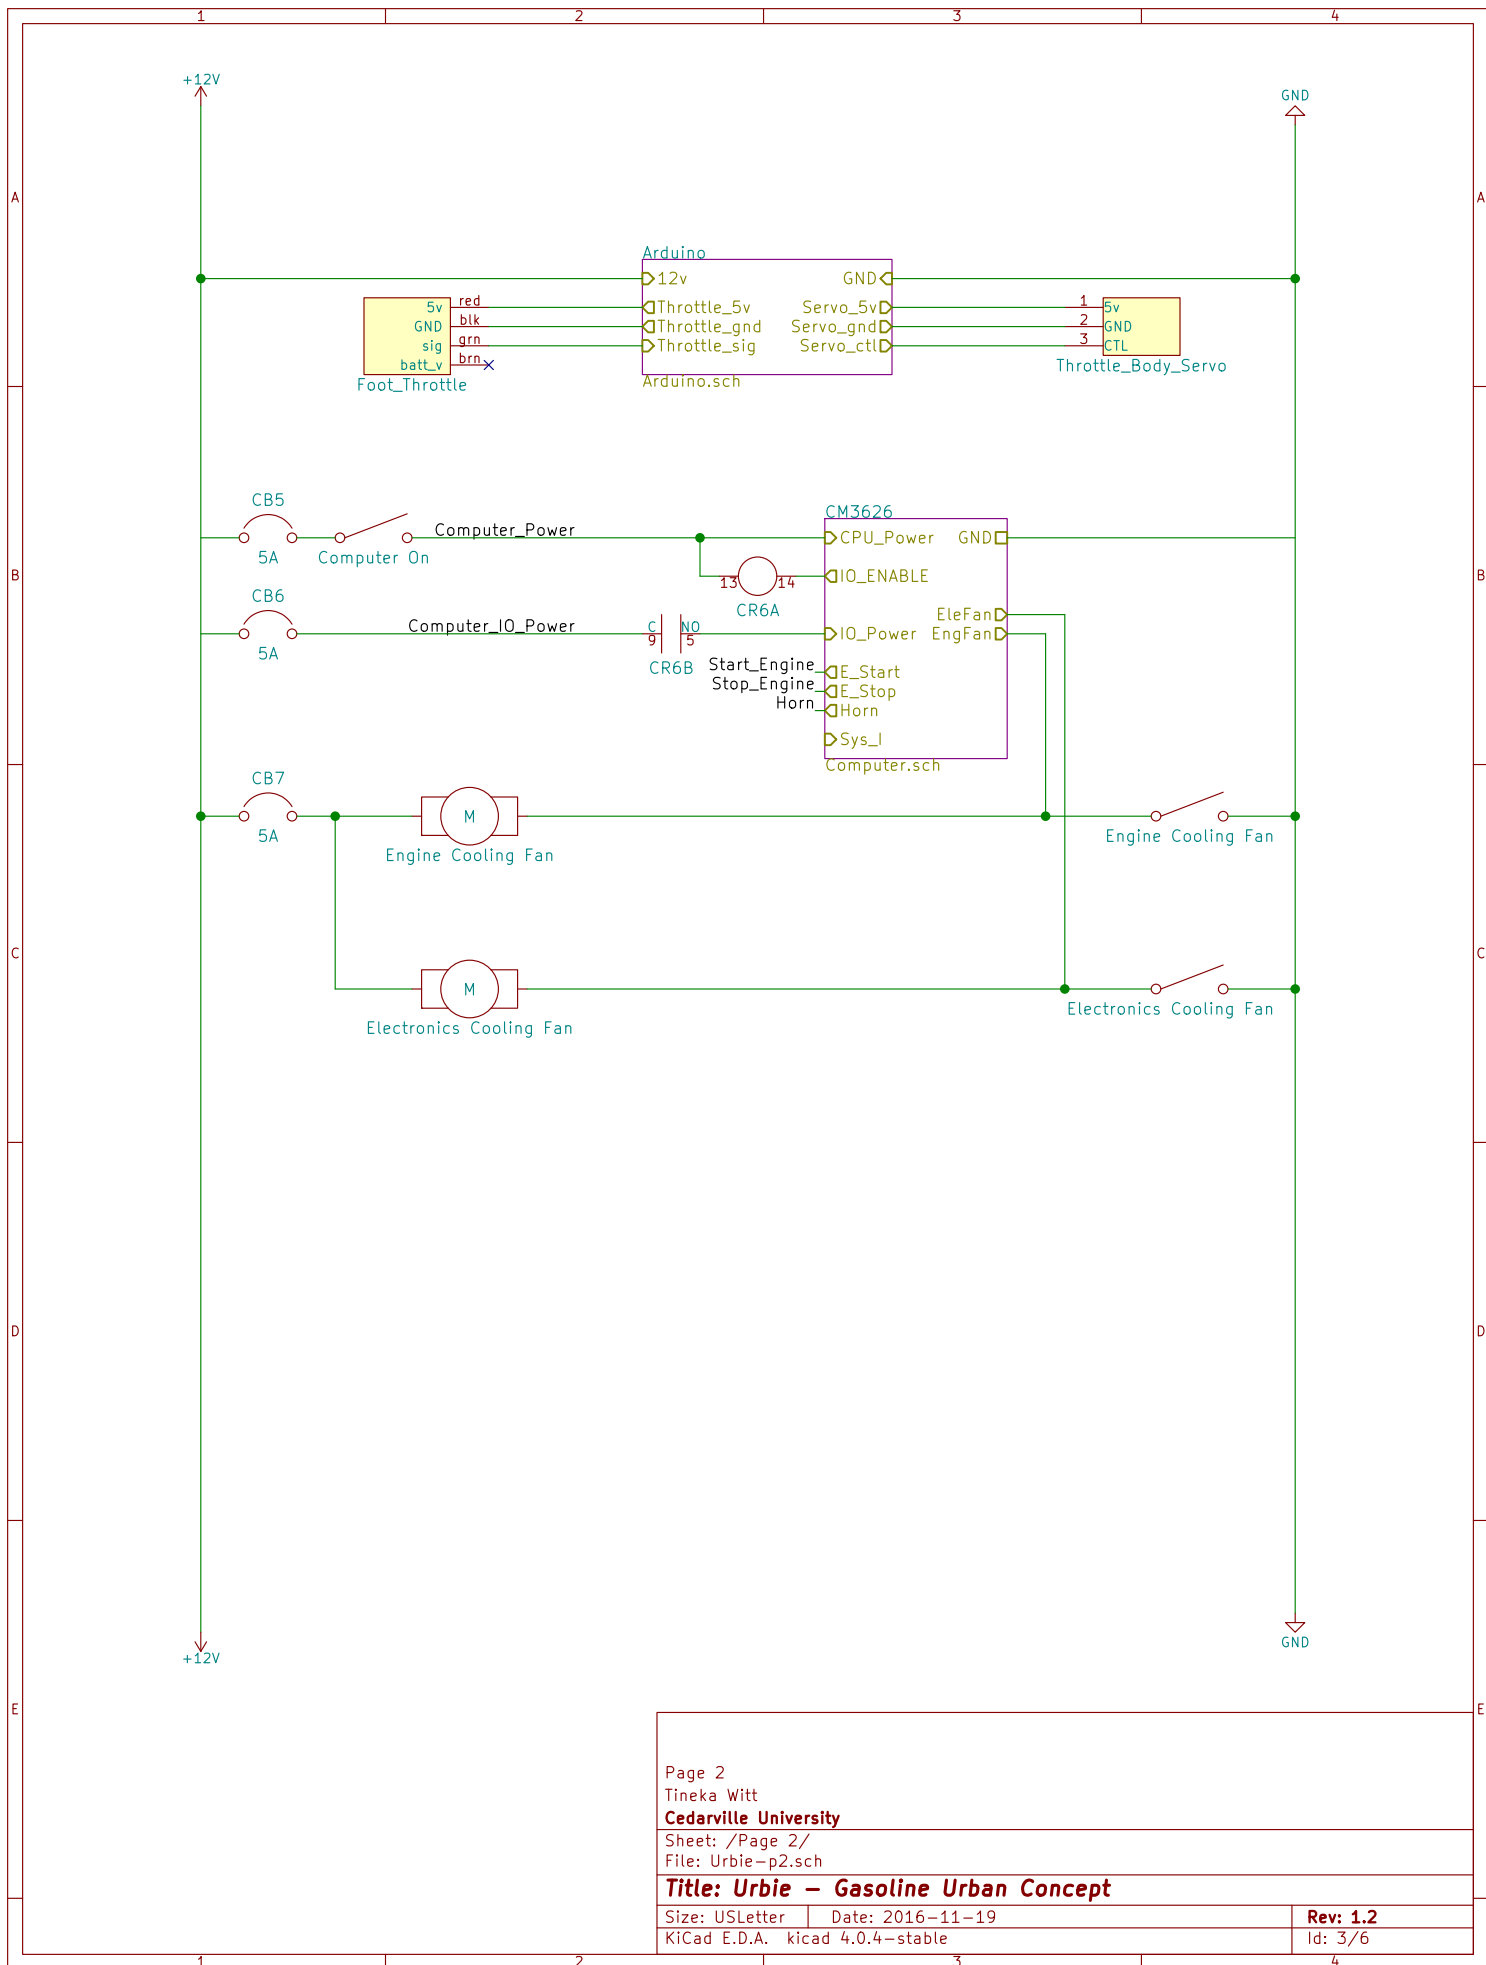 1 2 3 4
+12V
GND
A A
Arduino
12v GND
red Throttle_5v Servo_5v 1 5v
5v
blk Throttle_gnd Servo_gnd 2 GND
GND
grn Throttle_sig Servo_ctl 3 CTL
sig
batt_v brn
Foot_Throttle Arduino.sch Throttle_Body_Servo
CB5
5A
Computer On
Computer_Power
CM3626
CPU_Power GND
B B
13 14
CR6A
IO_ENABLE
CB6
5A
Computer_IO_Power
C NO
9 5
CR6B
EleFan
IO_Power EngFan
Start_Engine E_Start
Stop_Engine E_Stop
Horn Horn
Sys_I
Computer.sch
CB7
5A
M
Engine Cooling Fan
Engine Cooling Fan
C C
M
Electronics Cooling Fan
Electronics Cooling Fan
D D
+12V
GND
E E
Page 2
Tineka Witt
Cedarville University
Sheet: /Page 2/
File: Urbie-p2.sch
Title: Urbie – Gasoline Urban Concept
Size: USLetter Date: 2016-11-19 Rev: 1.2
KiCad E.D.A. kicad 4.0.4-stable Id: 3/6
1 2 3 4